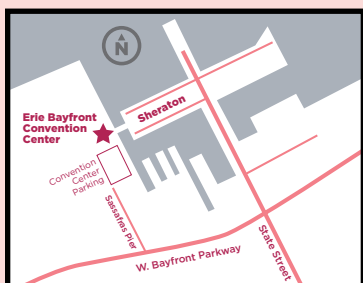 N
Sheraton
Erie Bayfront
Convention
Center
Convention
Center
Parking
Sassafras Pier
W. Bayfront Parkway
State Street